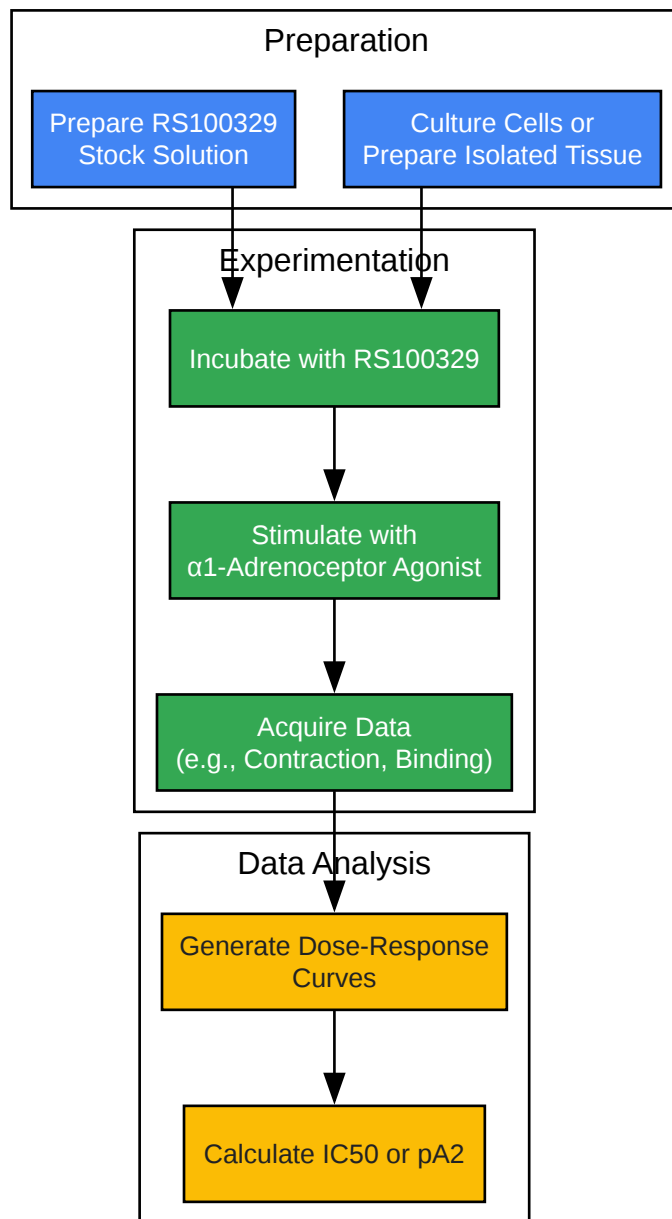 Preparation
Prepare RS100329
Stock Solution
Culture Cells or
Prepare Isolated Tissue
Experimentation
Incubate with RS100329
Stimulate with
α1-Adrenoceptor Agonist
Acquire Data
(e.g., Contraction, Binding)
Data Analysis
Generate Dose-Response
Curves
Calculate IC50 or pA2